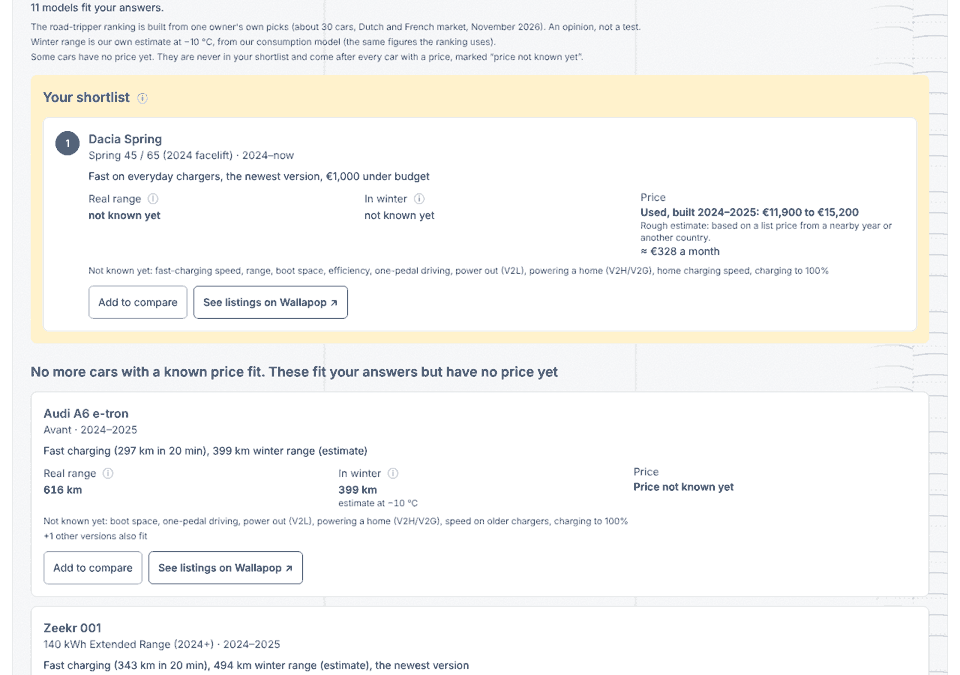 11 models fit your answers.
The road-tripper ranking is built from one owner's own picks (about 30 cars, Dutch and French market, November 2026). An opinion, not a test.
Winter range is our own estimate at −10 °C, from our consumption model (the same figures the ranking uses).
Some cars have no price yet. They are never in your shortlist and come after every car with a price, marked “price not known yet”.
Your shortlist ⓘ
1
Dacia Spring
Spring 45 / 65 (2024 facelift) · 2024–now
Fast on everyday chargers, the newest version, €1,000 under budget
Real range ⓘ
not known yet
In winter ⓘ
not known yet
Price
Used, built 2024–2025: €11,900 to €15,200
Rough estimate: based on a list price from a nearby year or
another country.
≈ €328 a month
Not known yet: fast-charging speed, range, boot space, efficiency, one-pedal driving, power out (V2L), powering a home (V2H/V2G), home charging speed, charging to 100%
Add to compare
See listings on Wallapop ↗
No more cars with a known price fit. These fit your answers but have no price yet
Audi A6 e-tron
Avant · 2024–2025
Fast charging (297 km in 20 min), 399 km winter range (estimate)
Real range ⓘ
616 km
In winter ⓘ
399 km
estimate at −10 °C
Price
Price not known yet
Not known yet: boot space, one-pedal driving, power out (V2L), powering a home (V2H/V2G), speed on older chargers, charging to 100%
+1 other versions also fit
Add to compare
See listings on Wallapop ↗
Zeekr 001
140 kWh Extended Range (2024+) · 2024–2025
Fast charging (343 km in 20 min), 494 km winter range (estimate), the newest version